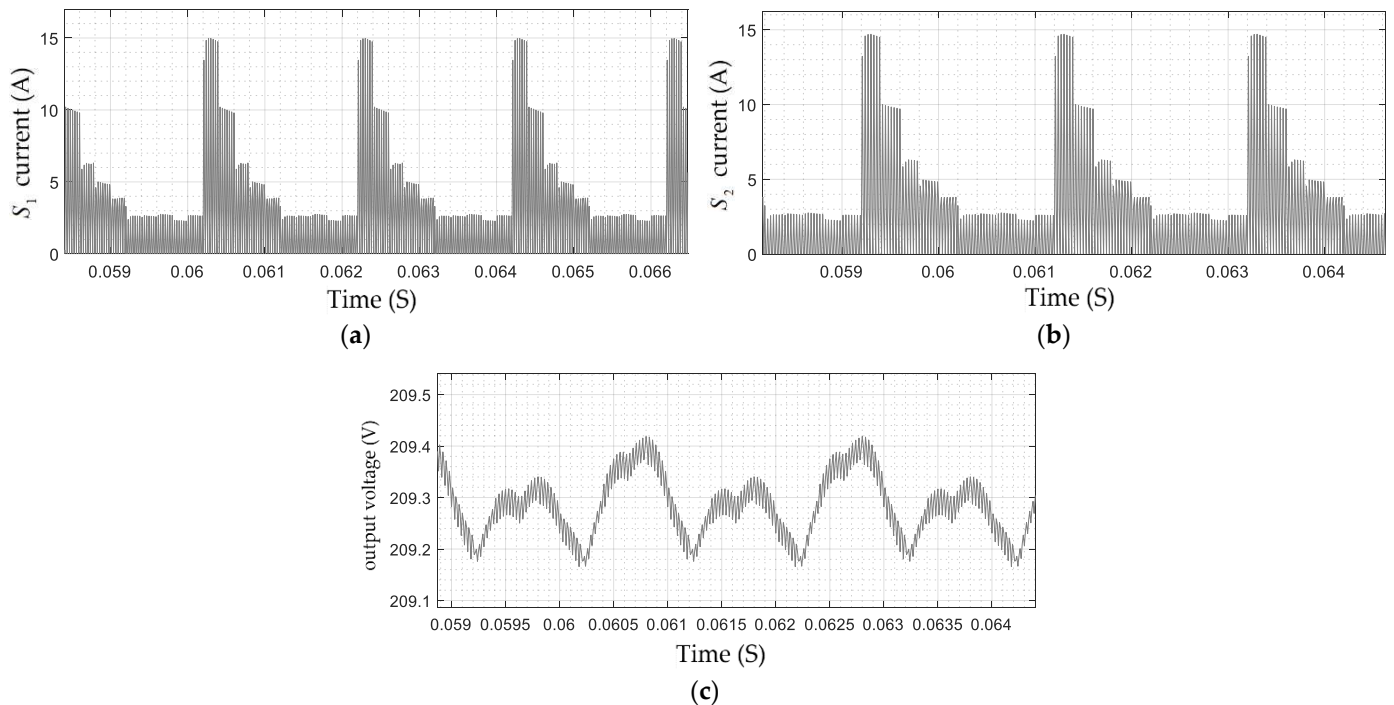 S₁ current (A)
15
10
5
0
0.059 0.06 0.061 0.062 0.063 0.064 0.065 0.066
Time (S)
(a)
S₂ current (A)
15
10
5
0
0.059 0.06 0.061 0.062 0.063 0.064
Time (S)
(b)
output voltage (V)
209.5
209.4
209.3
209.2
209.1
0.059 0.0595 0.06 0.0605 0.061 0.0615 0.062 0.0625 0.063 0.0635 0.064
Time (S)
(c)